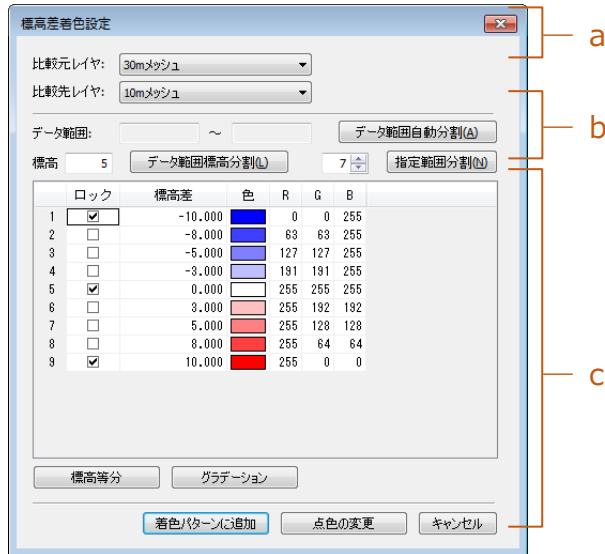 標高差着色設定
a
比較元レイヤ: 30mメッシュ
比較先レイヤ: 10mメッシュ
b
データ範囲: ～ データ範囲自動分割(A)
標高 5 データ範囲標高分割(L) 7 指定範囲分割(N)
ロック 標高差 色 R G B
1 -10.000 0 0 255
2 -8.000 63 63 255
3 -5.000 127 127 255
4 -3.000 191 191 255
5 0.000 255 255 255
6 3.000 255 192 192
7 5.000 255 128 128
8 8.000 255 64 64
9 10.000 255 0 0
c
標高等分 グラデーション
着色パターンに追加 点色の変更 キャンセル